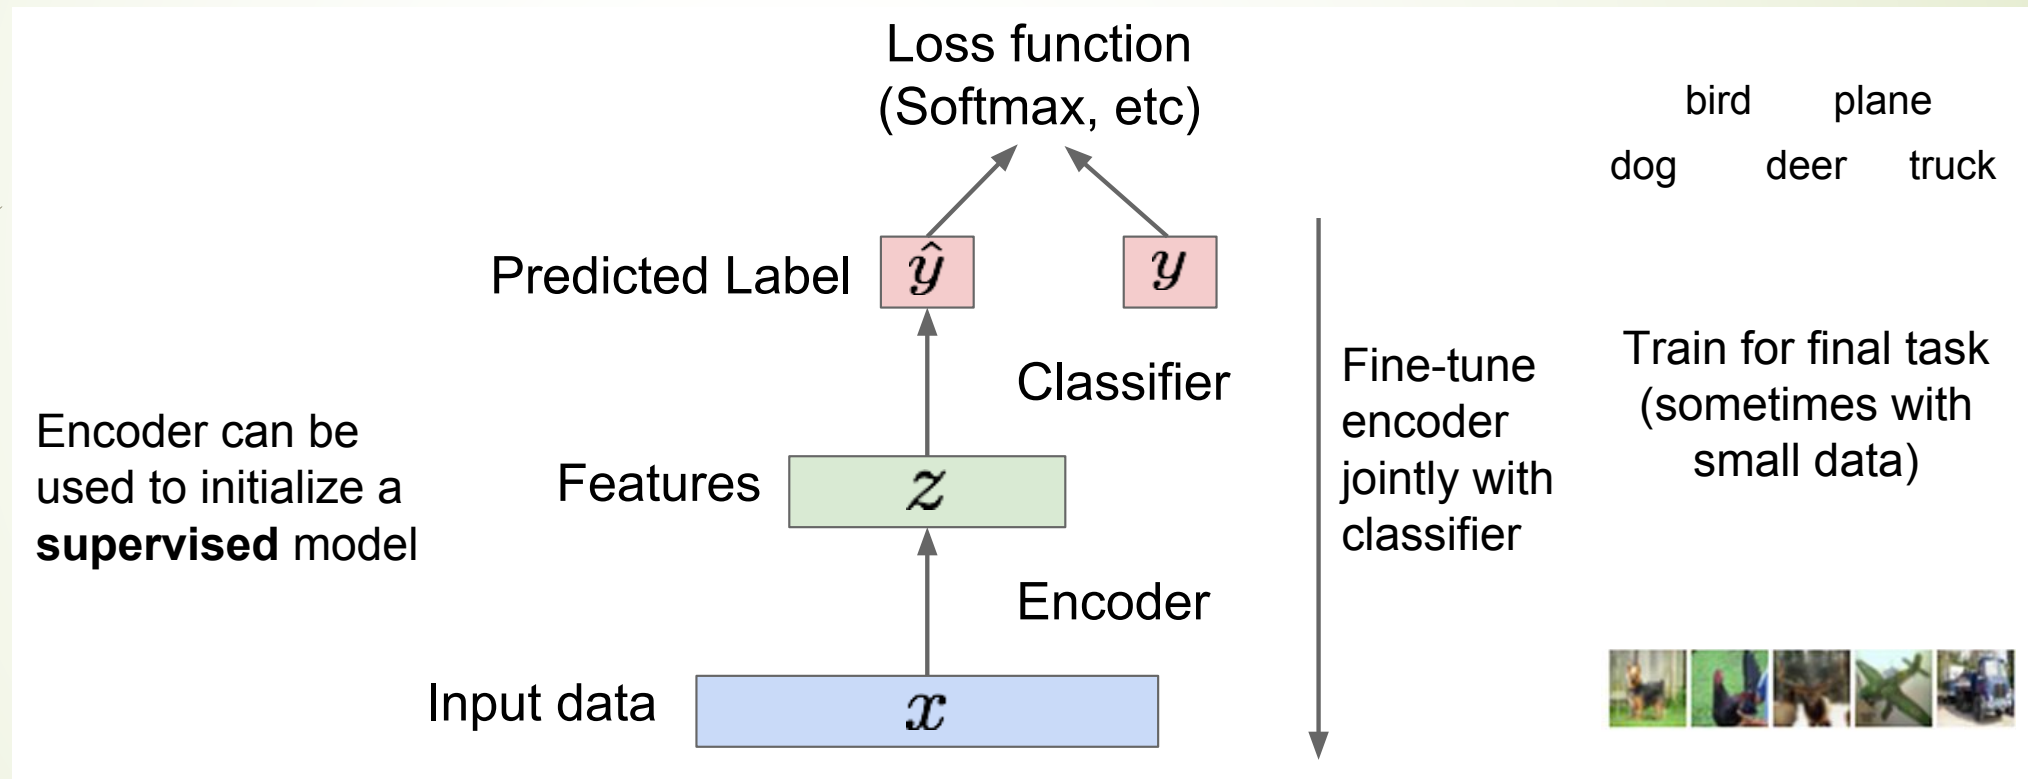 Loss function
(Softmax, etc)
bird plane
dog deer truck
Predicted Label
ŷ
y
Classifier
Fine-tune
encoder
jointly with
classifier
Train for final task
(sometimes with
small data)
Encoder can be
used to initialize a
supervised model
Features
z
Encoder
Input data
x